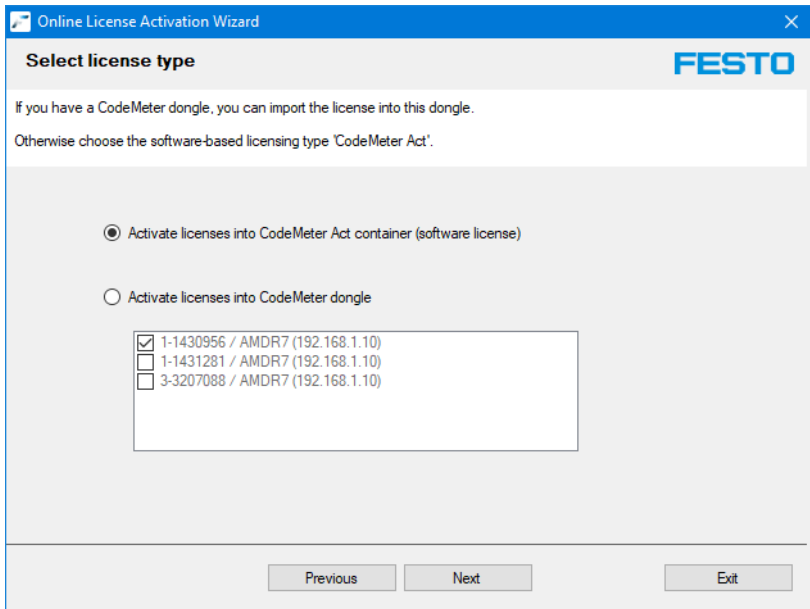 Online License Activation Wizard
Select license type
FESTO
If you have a CodeMeter dongle, you can import the license into this dongle.
Otherwise choose the software-based licensing type 'CodeMeter Act'.
Activate licenses into CodeMeter Act container (software license)
Activate licenses into CodeMeter dongle
1-1430956 / AMDR7 (192.168.1.10)
1-1431281 / AMDR7 (192.168.1.10)
3-3207088 / AMDR7 (192.168.1.10)
Previous Next Exit